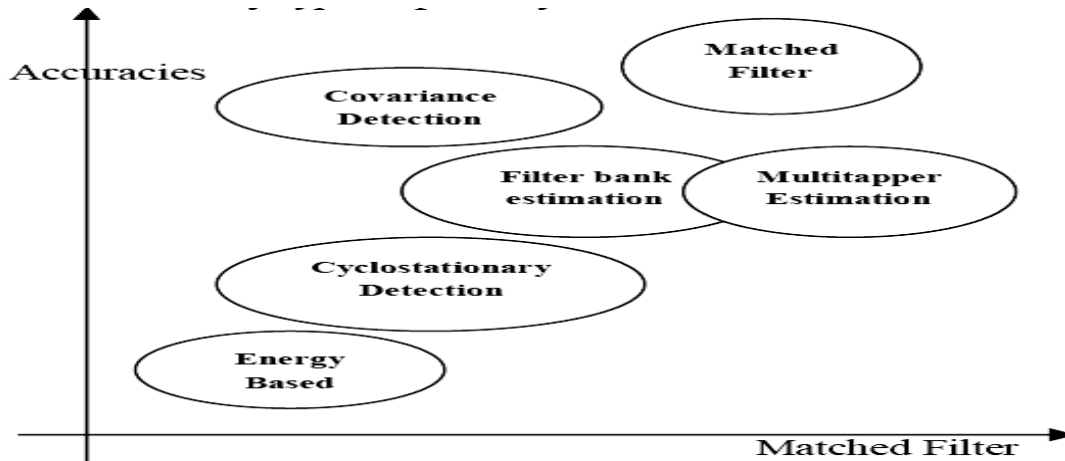 Accuracies
Matched
Filter
Covariance
Detection
Filter bank
estimation
Multitapper
Estimation
Cyclostationary
Detection
Energy
Based
Matched Filter